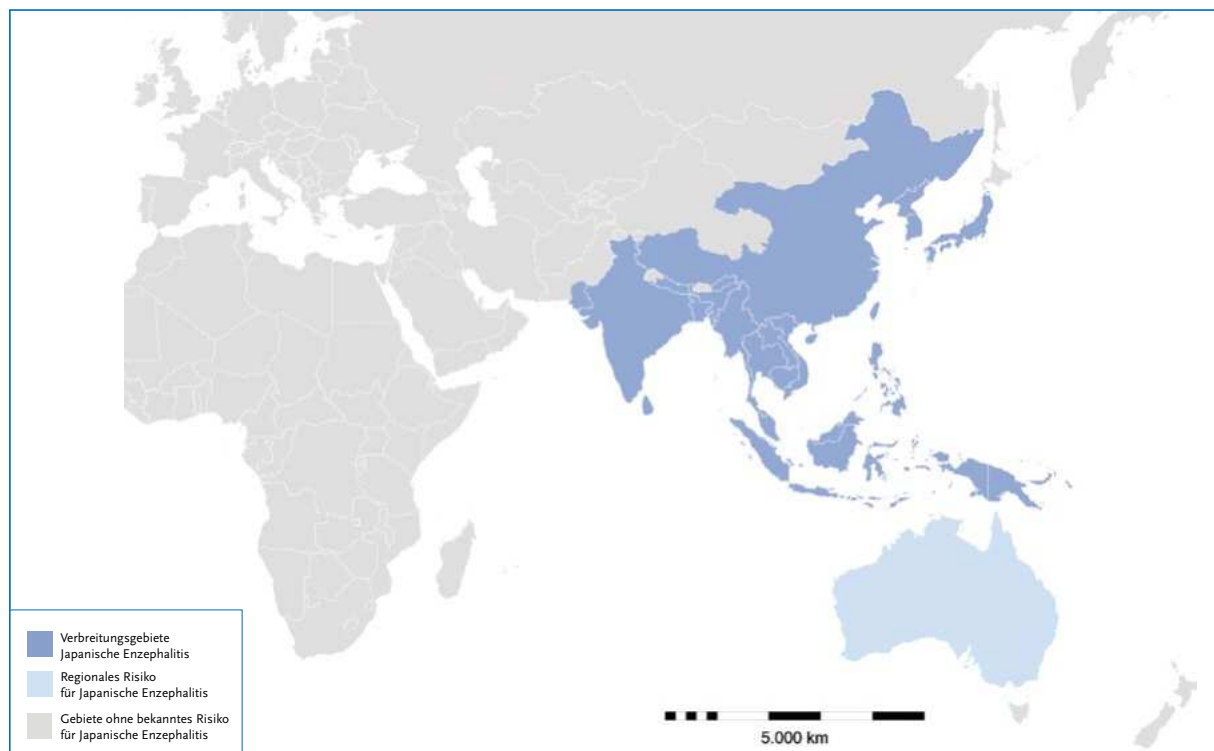 Verbreitungsgebiete
Japanische Enzephalitis
Regionales Risiko
für Japanische Enzephalitis
Gebiete ohne bekanntes Risiko
für Japanische Enzephalitis
5.000 km